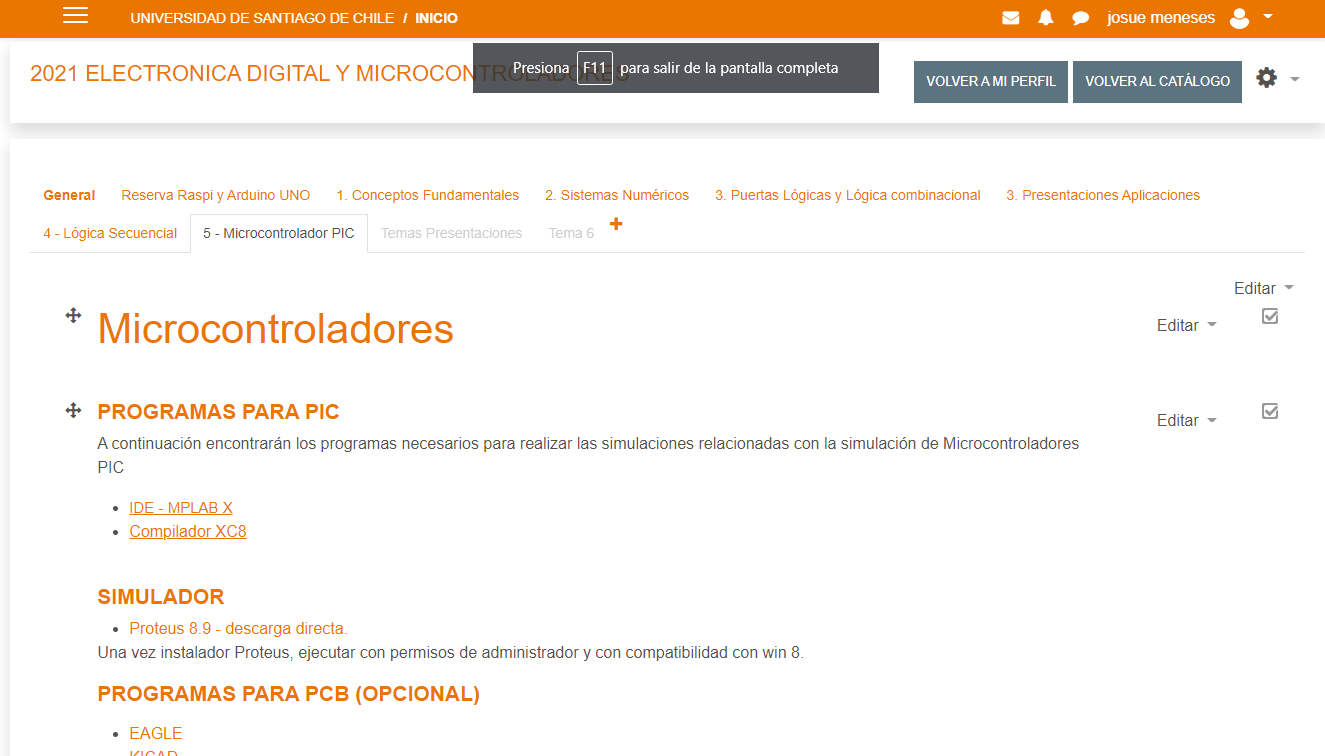 UNIVERSIDAD DE SANTIAGO DE CHILE / INICIO
josue meneses
2021 ELECTRONICA DIGITAL Y MICROCONTROLADORES
Presiona F11 para salir de la pantalla completa
VOLVER A MI PERFIL
VOLVER AL CATÁLOGO
General Reserva Raspi y Arduino UNO 1. Conceptos Fundamentales 2. Sistemas Numéricos 3. Puertas Lógicas y Lógica combinacional 3. Presentaciones Aplicaciones
4 - Lógica Secuencial 5 - Microcontrolador PIC Temas Presentaciones Tema 6
Editar
Microcontroladores
Editar
PROGRAMAS PARA PIC
Editar
A continuación encontrarán los programas necesarios para realizar las simulaciones relacionadas con la simulación de Microcontroladores
PIC
IDE - MPLAB X
Compilador XC8
SIMULADOR
Proteus 8.9 - descarga directa.
Una vez instalador Proteus, ejecutar con permisos de administrador y con compatibilidad con win 8.
PROGRAMAS PARA PCB (OPCIONAL)
EAGLE
KICAD